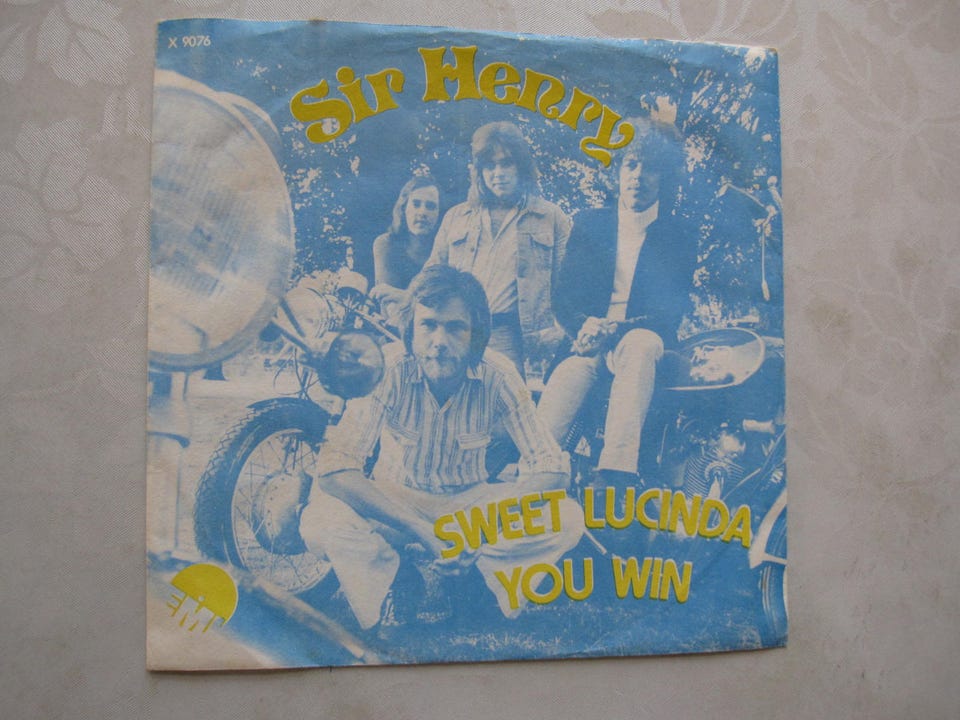 X 9076
Sir Henry
SWEET LUCINDA
YOU WIN
EMI